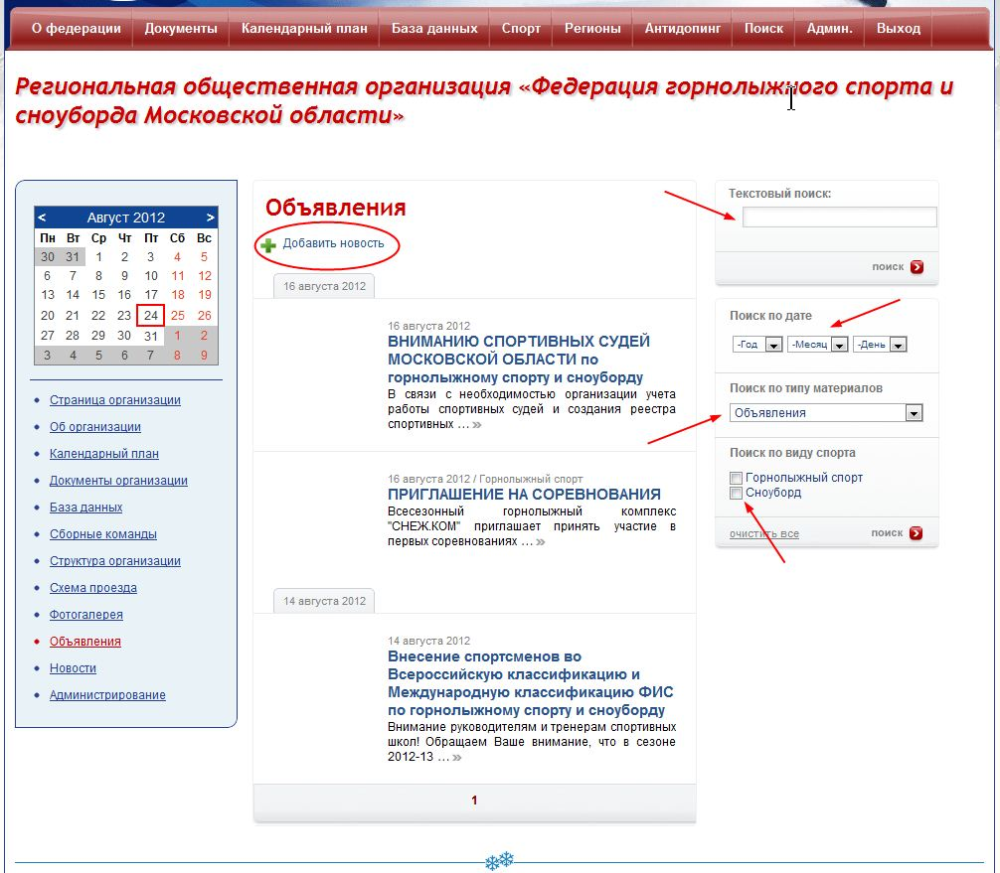 О федерации Документы Календарный план База данных Спорт Регионы Антидопинг Поиск Админ. Выход
Региональная общественная организация «Федерация горнолыжного спорта и
сноуборда Московской области»
< Август 2012 >
Пн Вт Ср Чт Пт Сб Вс
30 31 1 2 3 4 5
6 7 8 9 10 11 12
13 14 15 16 17 18 19
20 21 22 23 24 25 26
27 28 29 30 31 1 2
3 4 5 6 7 8 9
Страница организации
Об организации
Календарный план
Документы организации
База данных
Сборные команды
Структура организации
Схема проезда
Фотогалерея
Объявления
Новости
Администрирование
Объявления
Добавить новость
16 августа 2012
16 августа 2012
ВНИМАНИЮ СПОРТИВНЫХ СУДЕЙ
МОСКОВСКОЙ ОБЛАСТИ по
горнолыжному спорту и сноуборду
В связи с необходимостью организации учета
работы спортивных судей и создания реестра
спортивных ... »
16 августа 2012 / Горнолыжный спорт
ПРИГЛАШЕНИЕ НА СОРЕВНОВАНИЯ
Всесезонный горнолыжный комплекс
"СНЕЖ.КОМ" приглашает принять участие в
первых соревнованиях ... »
14 августа 2012
14 августа 2012
Внесение спортсменов во
Всероссийскую классификацию и
Международную классификацию ФИС
по горнолыжному спорту и сноуборду
Внимание руководителям и тренерам спортивных
школ! Обращаем Ваше внимание, что в сезоне
2012-13 ... »
1
Текстовый поиск:
поиск
Поиск по дате
-Год -Месяц -День
Поиск по типу материалов
Объявления
Поиск по виду спорта
Горнолыжный спорт
Сноуборд
очистить все поиск